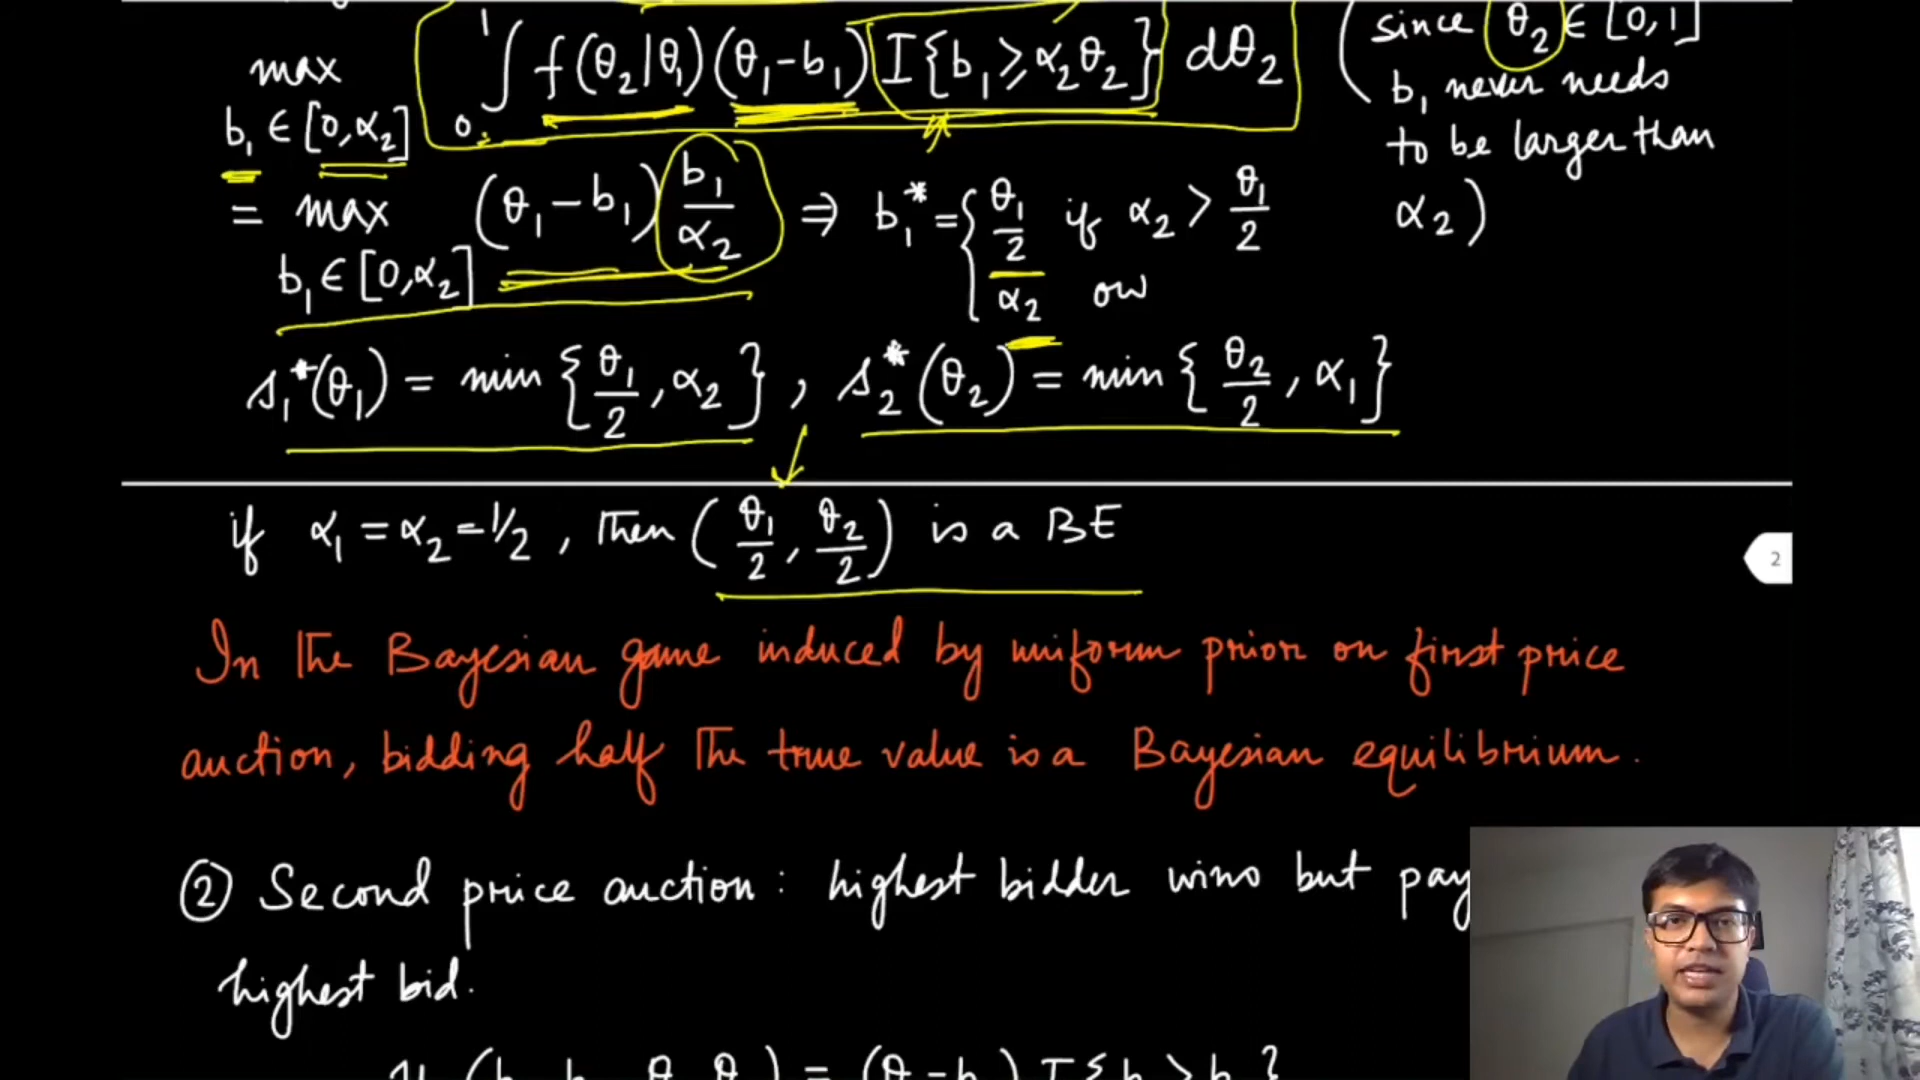 max ∫₀¹ f(θ₂|θ₁)(θ₁-b₁) I{b₁ ≥ α₂θ₂} dθ₂ (since θ₂ ∈ [0,1]
b₁ ∈ [0,α₂] b₁ never needs
to be larger than
= max (θ₁-b₁) b₁/α₂ ⇒ b₁* = { θ₁/2 if α₂ > θ₁/2 α₂)
b₁ ∈ [0,α₂] α₂ ow
s₁*(θ₁) = min {θ₁/2, α₂}, s₂*(θ₂) = min {θ₂/2, α₁}
if α₁ = α₂ = 1/2, then (θ₁/2, θ₂/2) is a BE
2
In the Bayesian game induced by uniform prior on first price
auction, bidding half the true value is a Bayesian equilibrium.
② Second price auction: highest bidder wins but pay
highest bid.